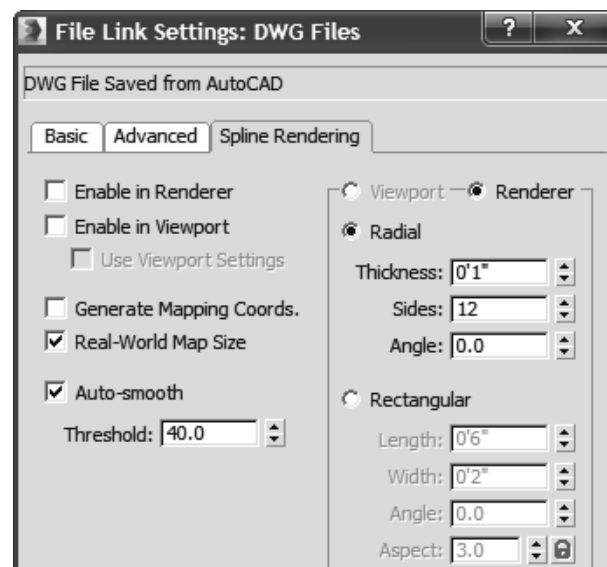 File Link Settings: DWG Files ? x
DWG File Saved from AutoCAD
Basic Advanced Spline Rendering
Enable in Renderer
Enable in Viewport
Use Viewport Settings
Generate Mapping Coords.
Real-World Map Size
Auto-smooth
Threshold: 40.0
Viewport Renderer
Radial
Thickness: 0'1"
Sides: 12
Angle: 0.0
Rectangular
Length: 0'6"
Width: 0'2"
Angle: 0.0
Aspect: 3.0